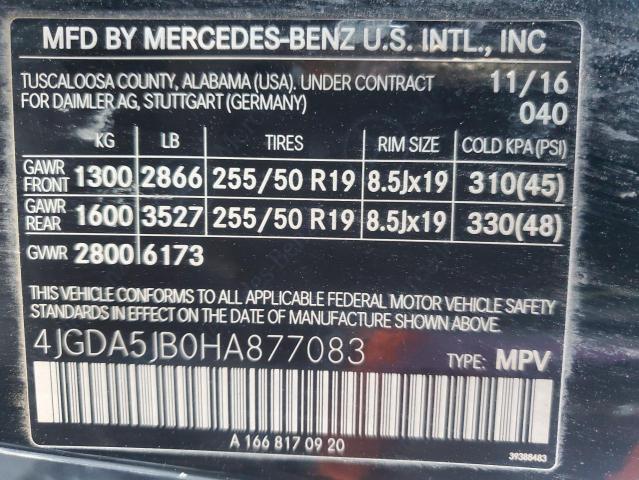 MFD BY MERCEDES-BENZ U.S. INTL., INC
TUSCALOOSA COUNTY, ALABAMA (USA). UNDER CONTRACT 11/16
FOR DAIMLER AG, STUTTGART (GERMANY) 040
KG LB TIRES RIM SIZE COLD KPA(PSI)
GAWR FRONT 1300 2866 255/50 R19 8.5Jx19 310(45)
GAWR REAR 1600 3527 255/50 R19 8.5Jx19 330(48)
GVWR 2800 6173
THIS VEHICLE CONFORMS TO ALL APPLICABLE FEDERAL MOTOR VEHICLE SAFETY
STANDARDS IN EFFECT ON THE DATE OF MANUFACTURE SHOWN ABOVE.
4JGDA5JB0HA877083 TYPE: MPV
A 166 817 09 20
39388483